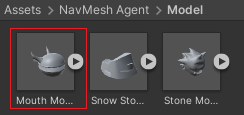 Assets > NavMesh Agent > Model
Mouth Mo... Snow Sto... Stone Mo...